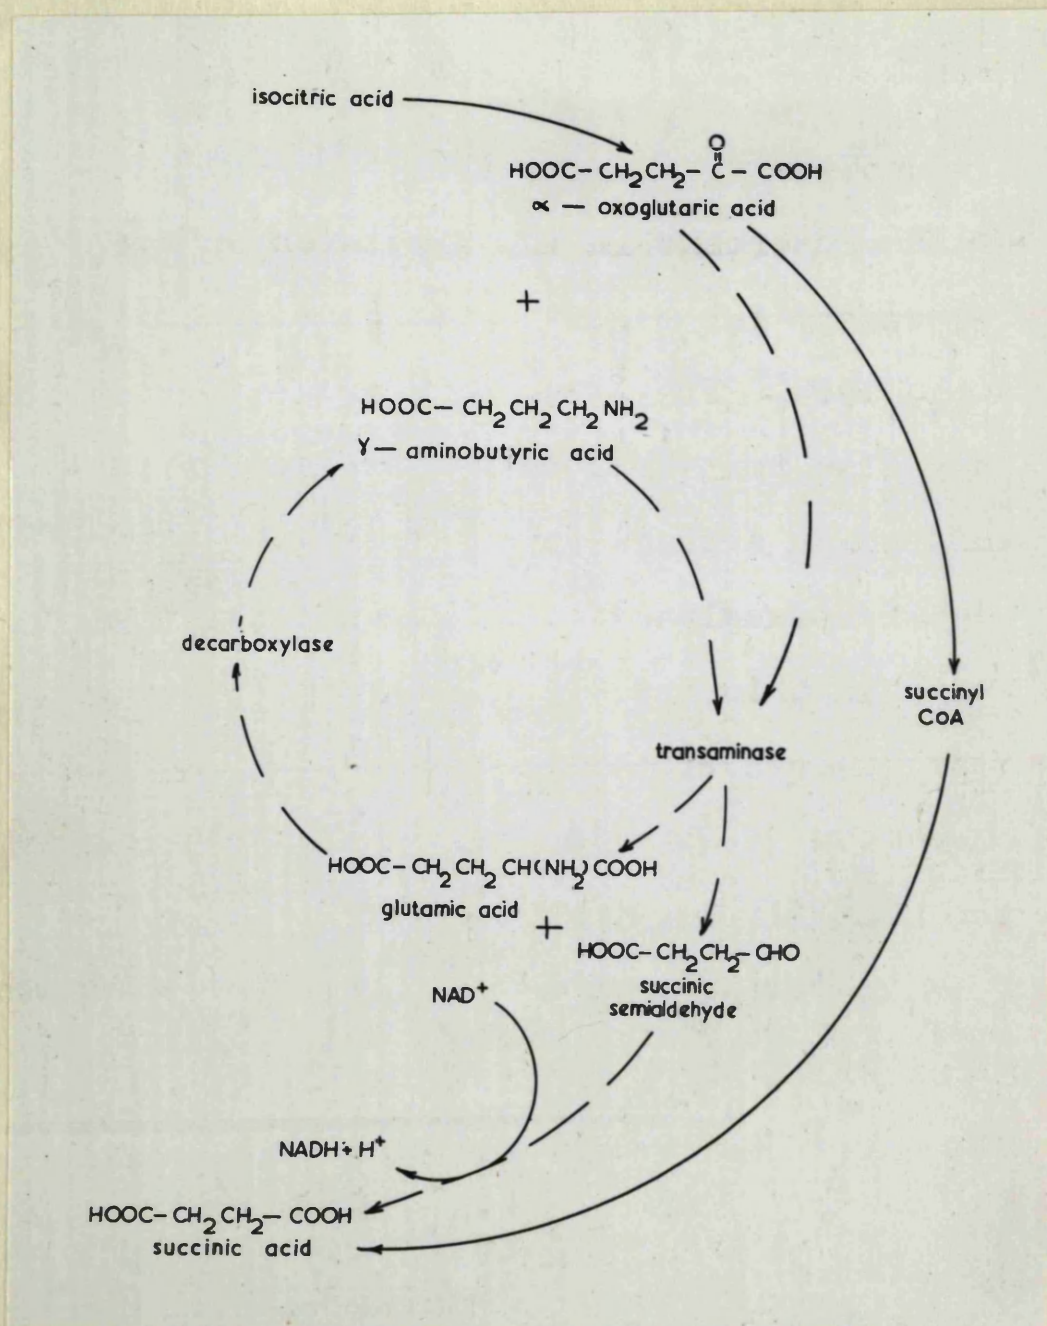 isocitric acid
O
HOOC– CH₂CH₂– C̈ – COOH
∝ — oxoglutaric acid
+
HOOC– CH₂CH₂CH₂NH₂
γ— aminobutyric acid
decarboxylase
succinyl
CoA
transaminase
HOOC– CH₂CH₂CH(NH₂)COOH
glutamic acid
+
HOOC– CH₂CH₂– CHO
succinic
semialdehyde
NAD⁺
NADH + H⁺
HOOC– CH₂CH₂– COOH
succinic acid